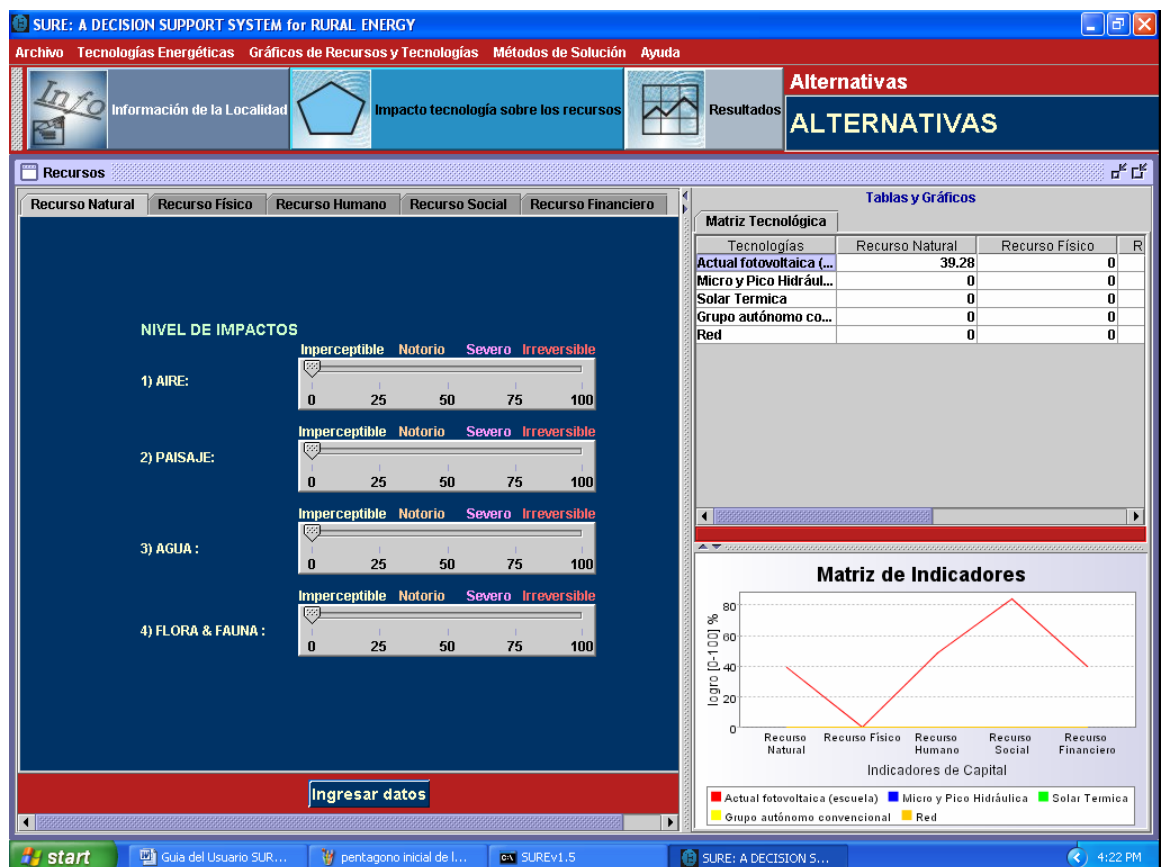 SURE: A DECISION SUPPORT SYSTEM for RURAL ENERGY
Archivo Tecnologías Energéticas Gráficos de Recursos y Tecnologías Métodos de Solución Ayuda
Info
Información de la Localidad
Impacto tecnología sobre los recursos
Resultados
Alternativas
ALTERNATIVAS
Recursos
Recurso Natural Recurso Físico Recurso Humano Recurso Social Recurso Financiero
NIVEL DE IMPACTOS
Inperceptible Notorio Severo Irreversible
1) AIRE:
0 25 50 75 100
Imperceptible Notorio Severo Irreversible
2) PAISAJE:
0 25 50 75 100
Imperceptible Notorio Severo Irreversible
3) AGUA :
0 25 50 75 100
Imperceptible Notorio Severo Irreversible
4) FLORA & FAUNA :
0 25 50 75 100
Ingresar datos
Tablas y Gráficos
Matriz Tecnológica
Tecnologías Recurso Natural Recurso Físico R
Actual fotovoltaica (... 39.28 0
Micro y Pico Hidrául... 0 0
Solar Termica 0 0
Grupo autónomo co... 0 0
Red 0 0
Matriz de Indicadores
logro [0-100] %
80
60
40
20
0
Recurso Natural
Recurso Físico
Recurso Humano
Recurso Social
Recurso Financiero
Indicadores de Capital
Actual fotovoltaica (escuela) Micro y Pico Hidráulica Solar Termica
Grupo autónomo convencional Red
start
Guia del Usuario SUR...
pentagono inicial de l...
SUREv1.5
SURE: A DECISION S...
4:22 PM